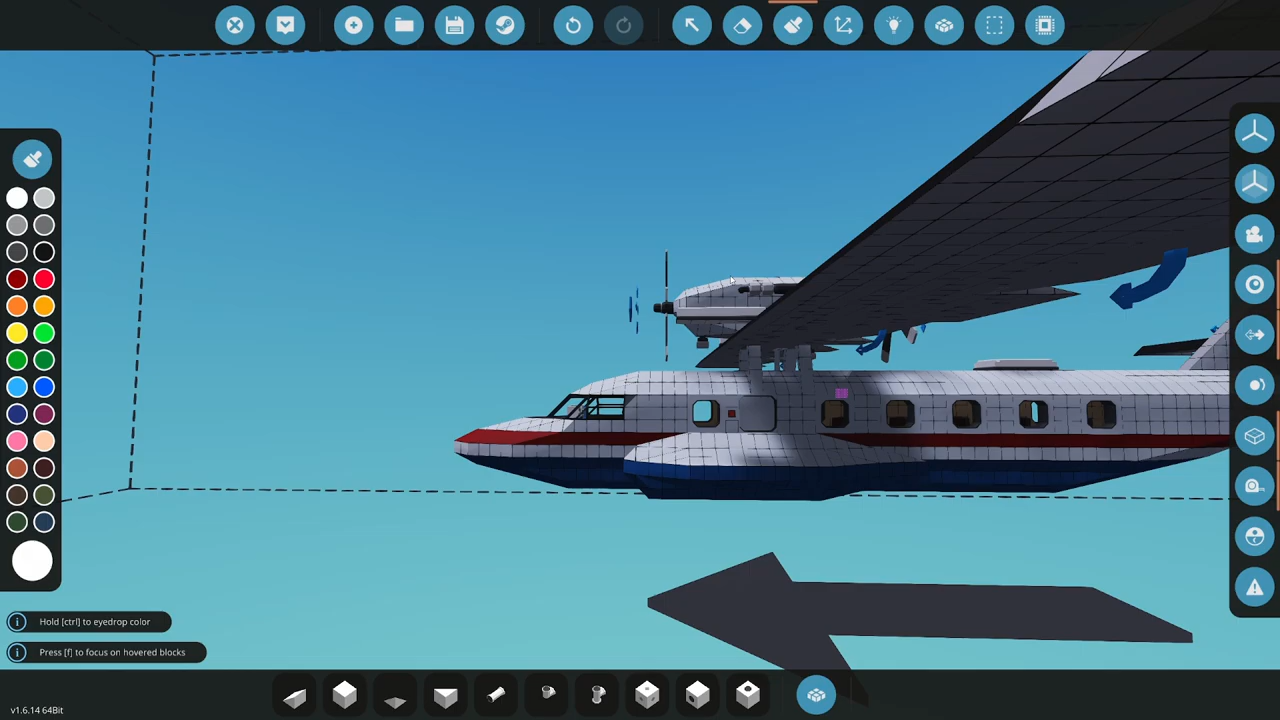 Hold [ctrl] to eyedrop color
Press [f] to focus on hovered blocks
v1.6.14 64Bit